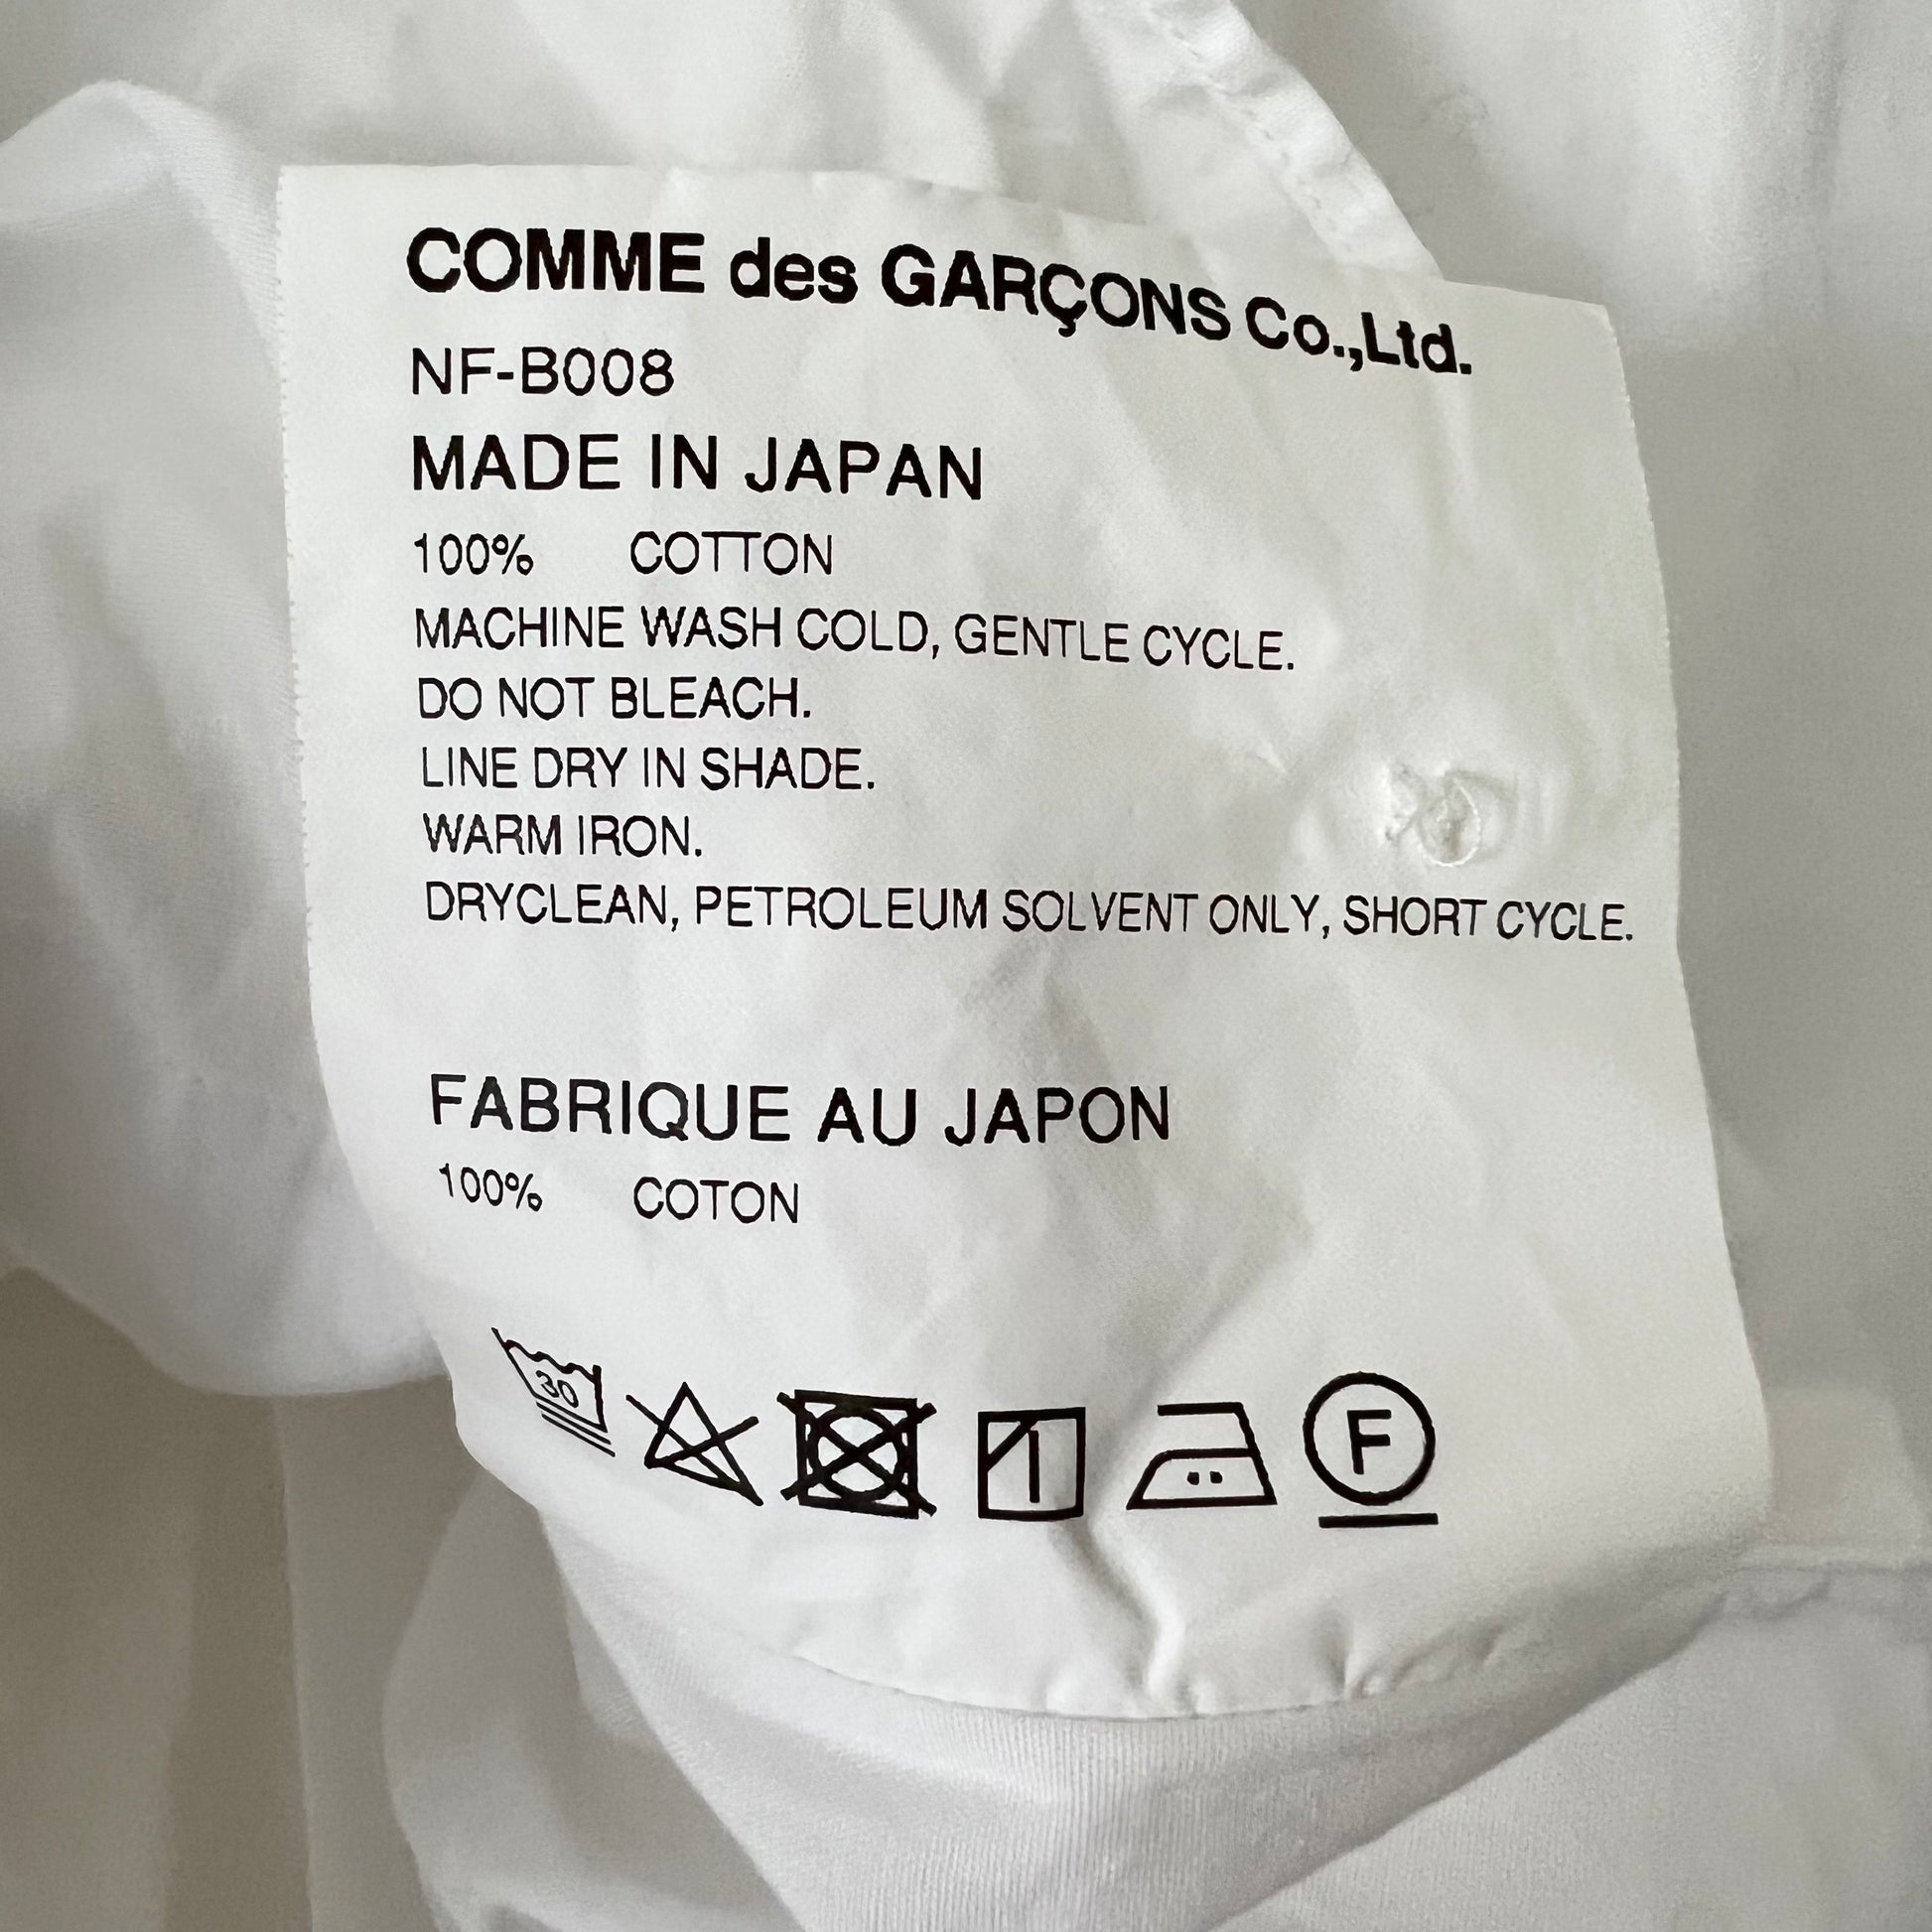 COMME des GARÇONS Co.,Ltd.
NF-B008
MADE IN JAPAN
100% COTTON
MACHINE WASH COLD, GENTLE CYCLE.
DO NOT BLEACH.
LINE DRY IN SHADE.
WARM IRON.
DRYCLEAN, PETROLEUM SOLVENT ONLY, SHORT CYCLE.
FABRIQUE AU JAPON
100% COTON
30
F